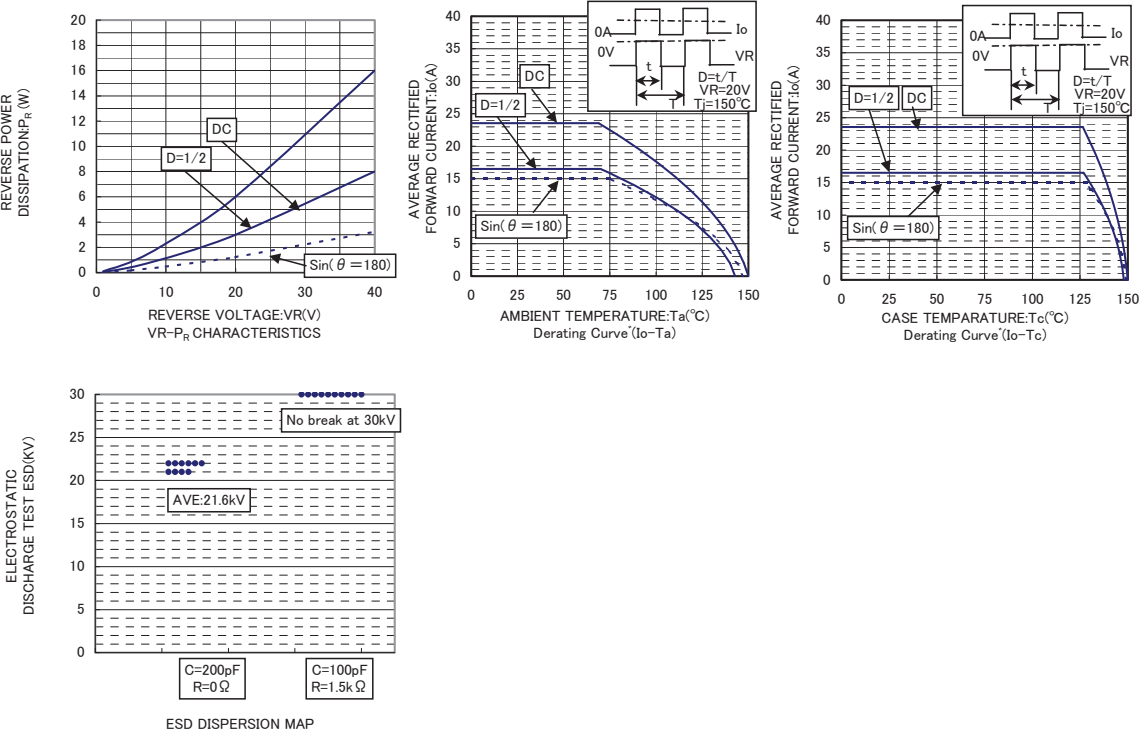 REVERSE POWER
DISSIPATION:PR (W)
20
18
16
14
12
10
8
6
4
2
0
DC
D=1/2
Sin(θ=180)
0 10 20 30 40
REVERSE VOLTAGE:VR(V)
VR-PR CHARACTERISTICS
AVERAGE RECTIFIED
FORWARD CURRENT:Io(A)
40
35
30
25
20
15
10
5
0
0A
0V
Io
VR
t
T
D=t/T
VR=20V
Tj=150°C
DC
D=1/2
Sin(θ=180)
0 25 50 75 100 125 150
AMBIENT TEMPERATURE:Ta(°C)
Derating Curve"(Io-Ta)
AVERAGE RECTIFIED
FORWARD CURRENT:Io(A)
40
35
30
25
20
15
10
5
0
0A
0V
Io
VR
t
T
D=t/T
VR=20V
Tj=150°C
D=1/2
DC
Sin(θ=180)
0 25 50 75 100 125 150
CASE TEMPARATURE:Tc(°C)
Derating Curve"(Io-Tc)
ELECTROSTATIC
DISCHARGE TEST ESD(KV)
30
25
20
15
10
5
0
No break at 30kV
AVE:21.6kV
C=200pF
R=0Ω
C=100pF
R=1.5kΩ
ESD DISPERSION MAP